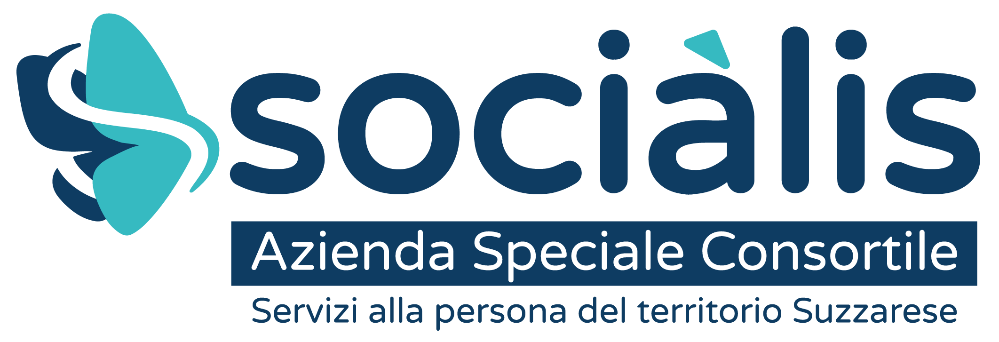 sociàlis
Azienda Speciale Consortile
Servizi alla persona del territorio Suzzarese